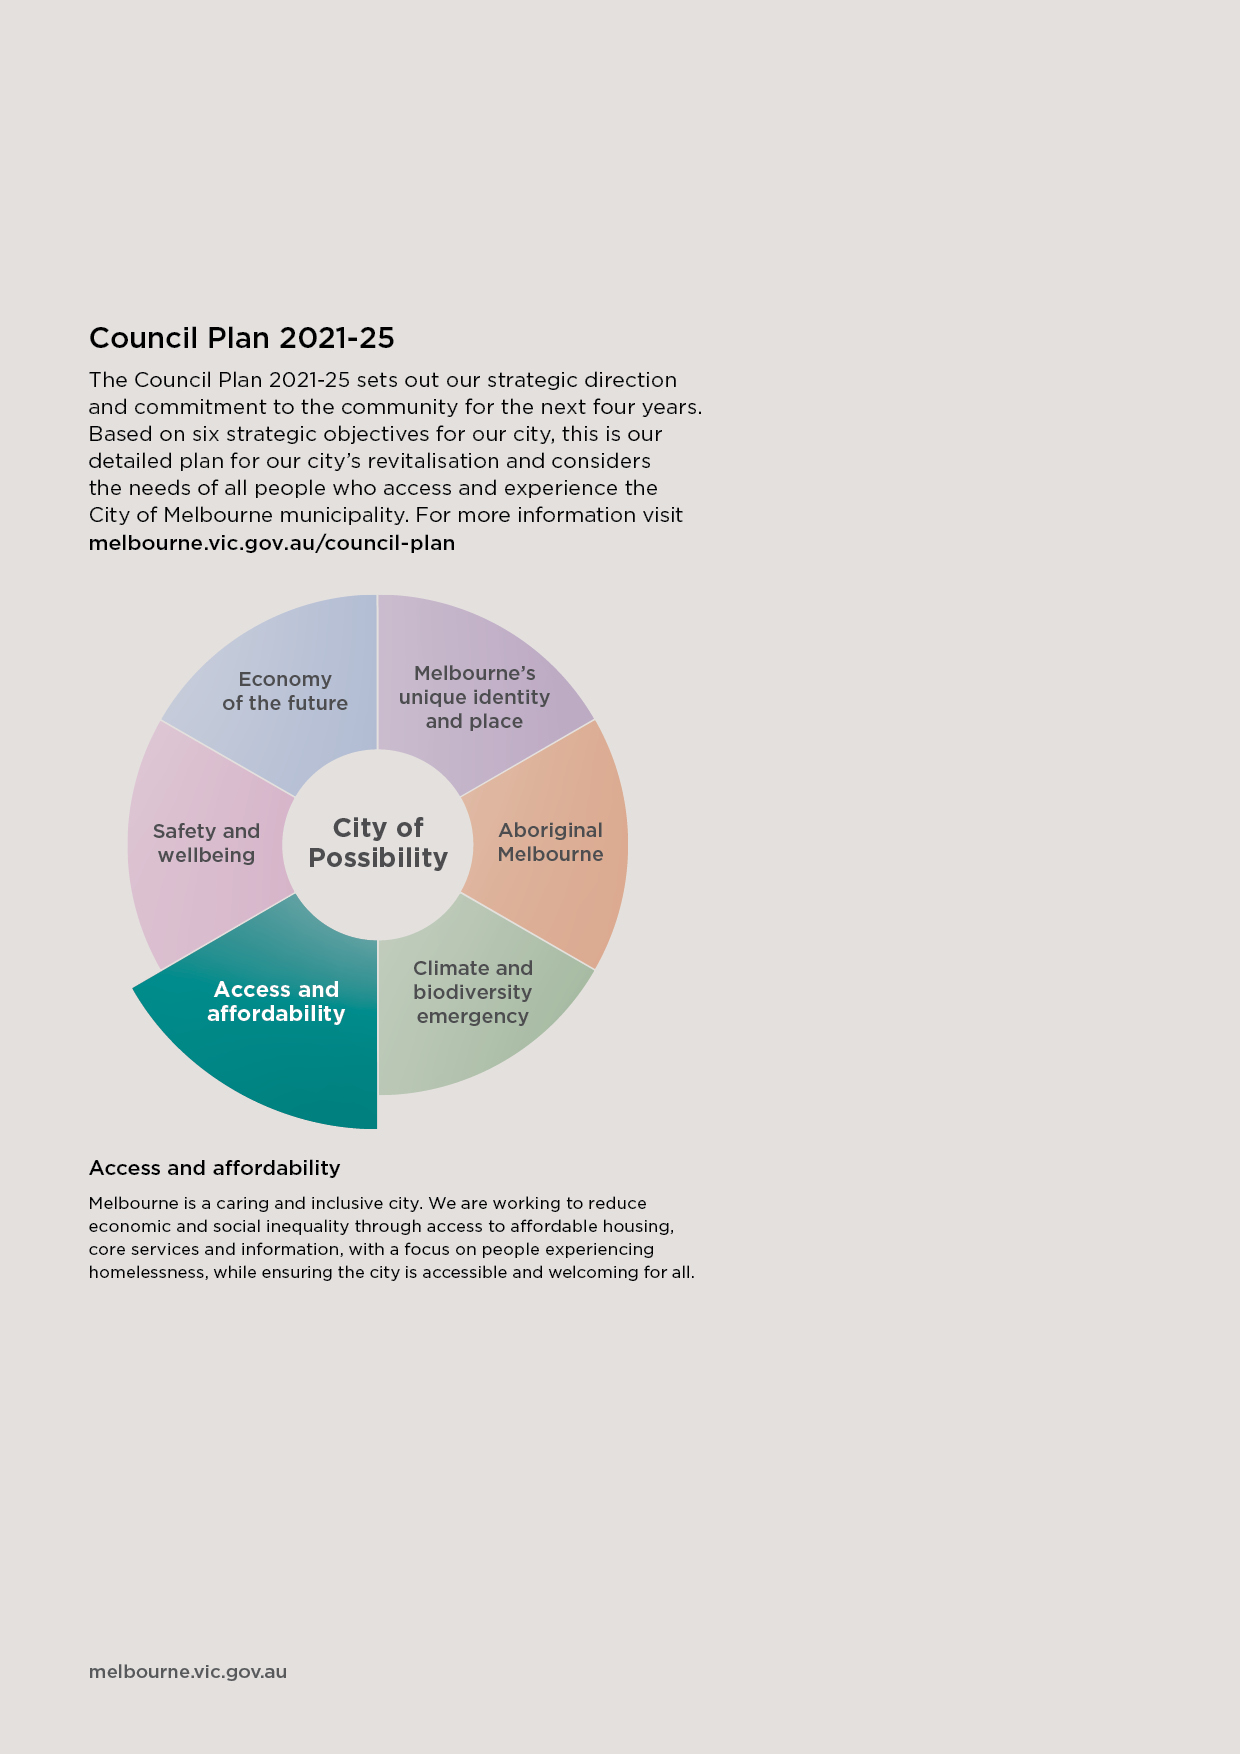 Council Plan 2021-25
The Council Plan 2021-25 sets out our strategic direction
and commitment to the community for the next four years.
Based on six strategic objectives for our city, this is our
detailed plan for our city’s revitalisation and considers
the needs of all people who access and experience the
City of Melbourne municipality. For more information visit
melbourne.vic.gov.au/council-plan
Economy
of the future
Melbourne’s
unique identity
and place
Safety and
wellbeing
City of
Possibility
Aboriginal
Melbourne
Access and
affordability
Climate and
biodiversity
emergency
Access and affordability
Melbourne is a caring and inclusive city. We are working to reduce
economic and social inequality through access to affordable housing,
core services and information, with a focus on people experiencing
homelessness, while ensuring the city is accessible and welcoming for all.
melbourne.vic.gov.au